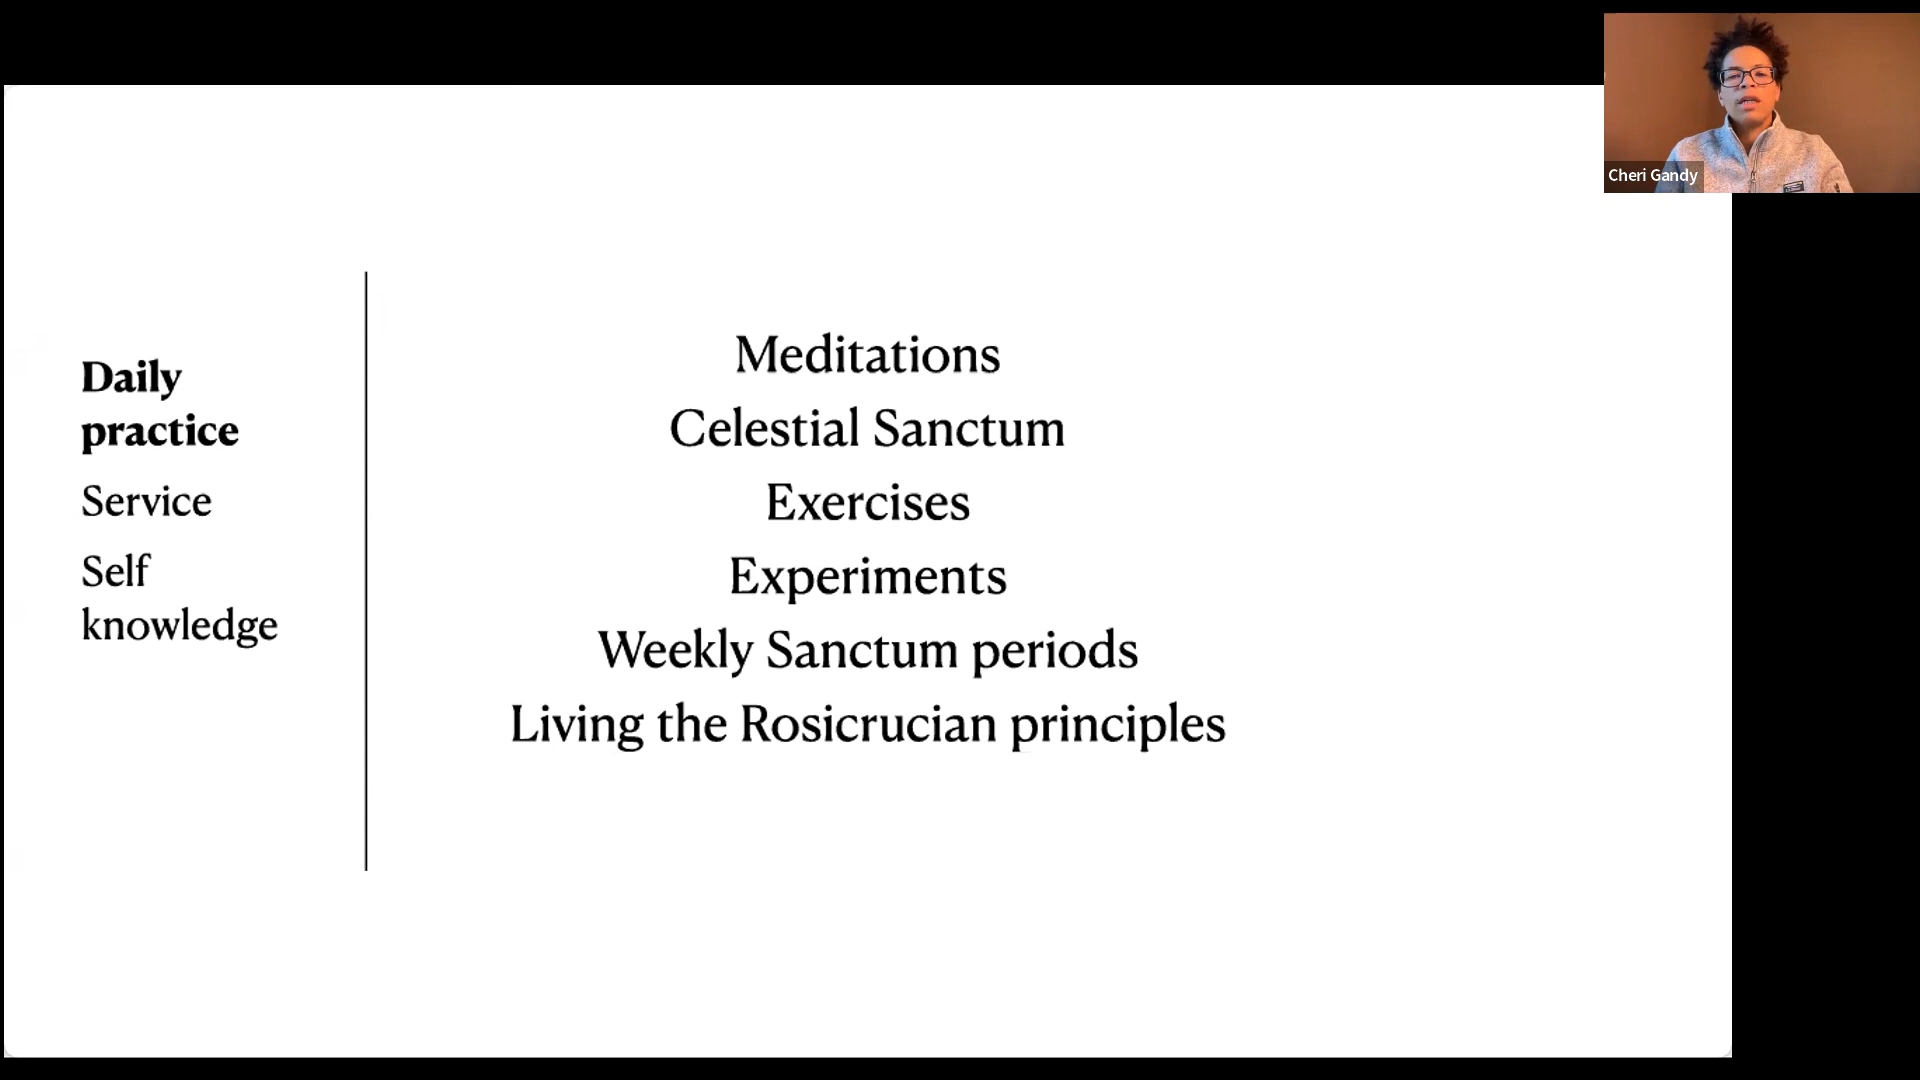 Cheri Gandy
Daily
practice
Service
Self
knowledge
Meditations
Celestial Sanctum
Exercises
Experiments
Weekly Sanctum periods
Living the Rosicrucian principles